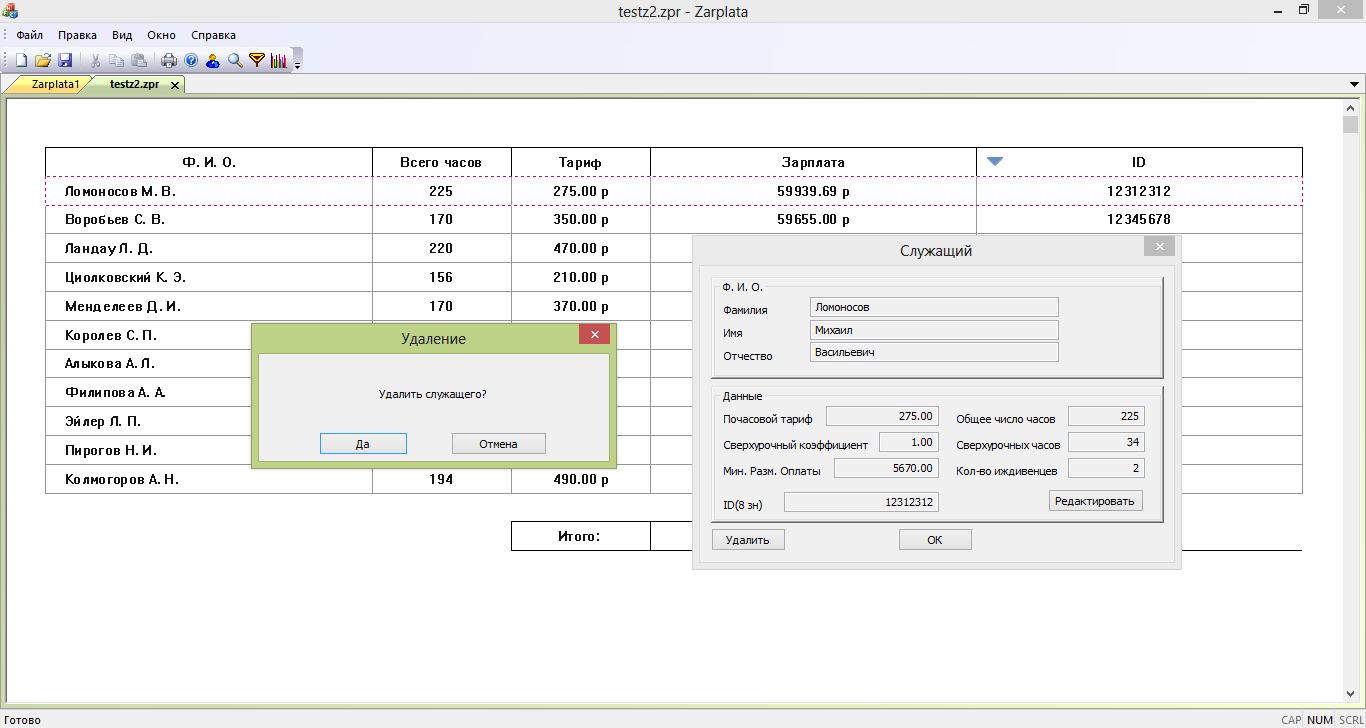 testz2.zpr - Zarplata
Файл Правка Вид Окно Справка
Zarplata1 testz2.zpr
Ф. И. О. Всего часов Тариф Зарплата ID
Ломоносов М. В. 225 275.00 р 59939.69 р 12312312
Воробьев С. В. 170 350.00 р 59655.00 р 12345678
Ландау Л. Д. 220 470.00 р
Циолковский К. Э. 156 210.00 р
Менделеев Д. И. 170 370.00 р
Королев С. П.
Алыкова А. Л.
Филипова А. А.
Эйлер Л. П.
Пирогов Н. И.
Колмогоров А. Н. 194 490.00 р
Итого:
Удаление
Удалить служащего?
Да Отмена
Служащий
Ф. И. О.
Фамилия Ломоносов
Имя Михаил
Отчество Васильевич
Данные
Почасовой тариф 275.00 Общее число часов 225
Сверхурочный коэффициент 1.00 Сверхурочных часов 34
Мин. Разм. Оплаты 5670.00 Кол-во иждивенцев 2
ID(8 зн) 12312312 Редактировать
Удалить OK
Готово CAP NUM SCRL